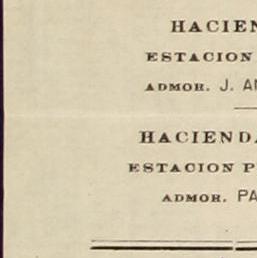 HACIEN
ESTACION
ADMOR. J. A
HACIENDA
ESTACION P
ADMOR. PA